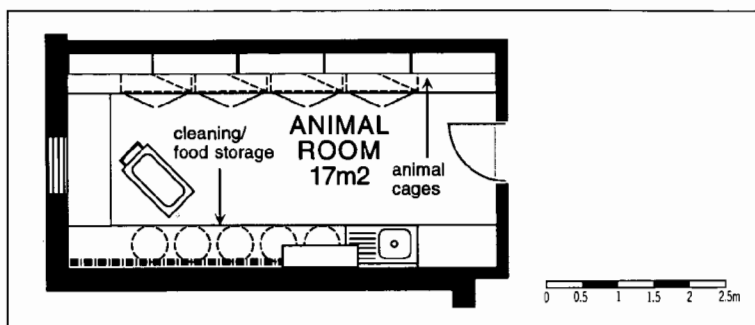 cleaning/
food storage
ANIMAL
ROOM
17m2
animal
cages
0 0.5 1 1.5 2 2.5m